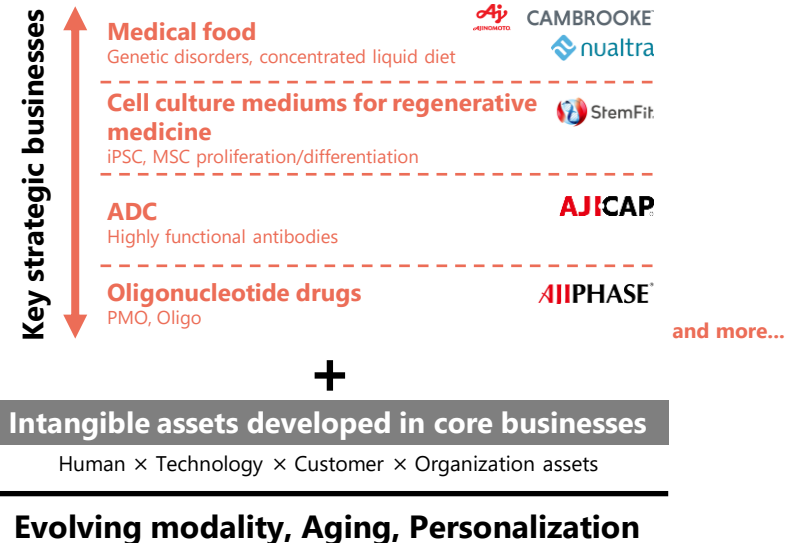 Key strategic businesses
Medical food
Genetic disorders, concentrated liquid diet
AJINOMOTO
CAMBROOKE
nualtra
Cell culture mediums for regenerative
medicine
iPSC, MSC proliferation/differentiation
StemFit
ADC
Highly functional antibodies
AJICAP
Oligonucleotide drugs
PMO, Oligo
AJIPHASE®
and more...
+
Intangible assets developed in core businesses
Human × Technology × Customer × Organization assets
Evolving modality, Aging, Personalization